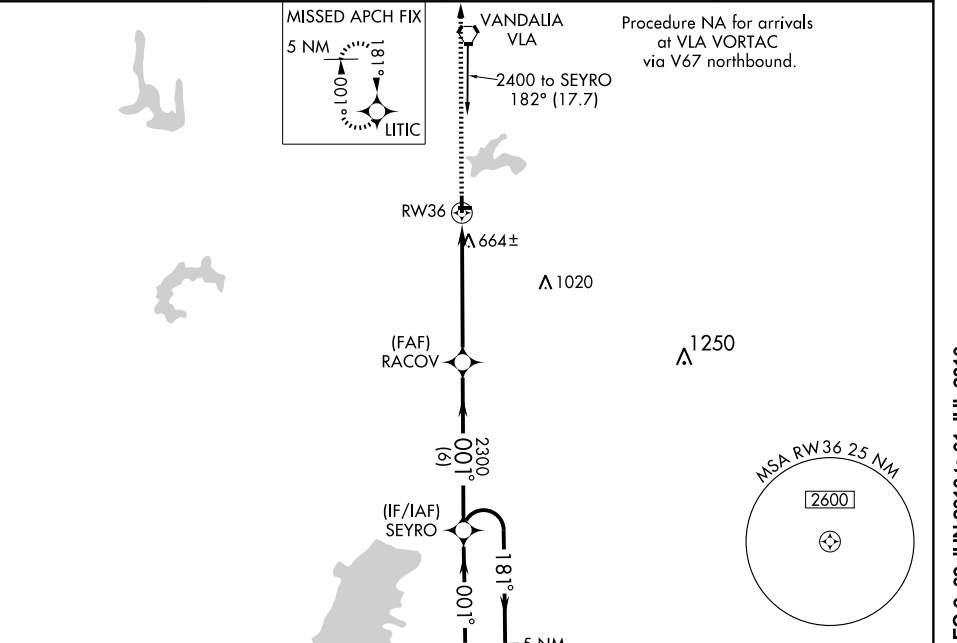 MISSED APCH FIX
5 NM
181°
001°
LITIC
VANDALIA
VLA
2400 to SEYRO
182° (17.7)
Procedure NA for arrivals
at VLA VORTAC
via V67 northbound.
RW36
664±
1020
(FAF)
RACOV
1250
2300
001°
(6)
MSA RW36 25 NM
2600
(IF/IAF)
SEYRO
181°
001°
5 NM